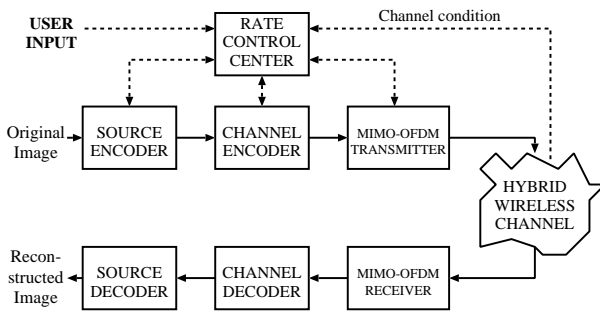 USER
INPUT
RATE
CONTROL
CENTER
Channel condition
Original
Image
SOURCE
ENCODER
CHANNEL
ENCODER
MIMO-OFDM
TRANSMITTER
HYBRID
WIRELESS
CHANNEL
Recon-
structed
Image
SOURCE
DECODER
CHANNEL
DECODER
MIMO-OFDM
RECEIVER